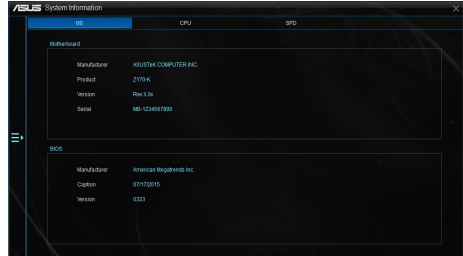 ASUS System Information
MB CPU SPD
Motherboard
Manufacturer ASUSTeK COMPUTER INC.
Product Z170-K
Version Rev X.0x
Serial MB-1234567890
BIOS
Manufacturer American Megatrends Inc.
Caption 07/17/2015
Version 0323